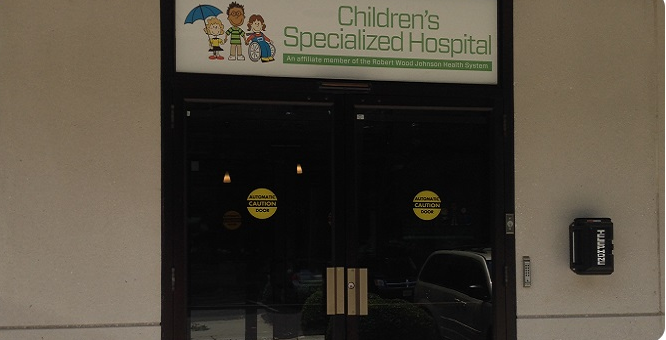 Children's
Specialized Hospital
An affiliate member of the Robert Wood Johnson Health System
AUTOMATIC
CAUTION
DOOR
AUTOMATIC
CAUTION
DOOR